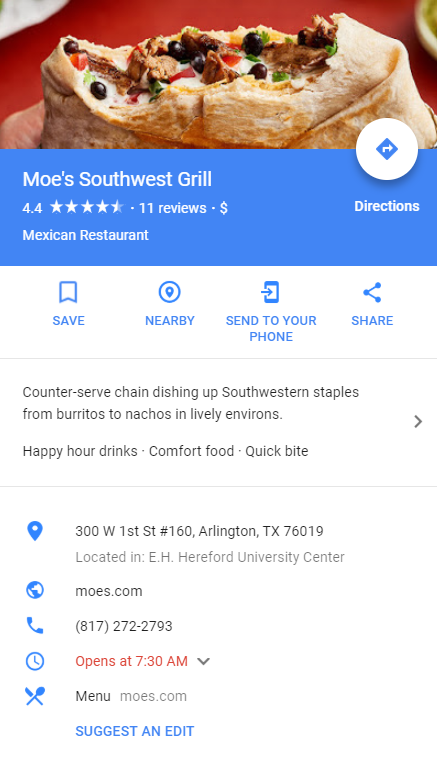 Moe's Southwest Grill
4.4 ★★★★★ · 11 reviews · $
Directions
Mexican Restaurant
SAVE
NEARBY
SEND TO YOUR
PHONE
SHARE
Counter-serve chain dishing up Southwestern staples
from burritos to nachos in lively environs.
Happy hour drinks · Comfort food · Quick bite
300 W 1st St #160, Arlington, TX 76019
Located in: E.H. Hereford University Center
moes.com
(817) 272-2793
Opens at 7:30 AM
Menu moes.com
SUGGEST AN EDIT